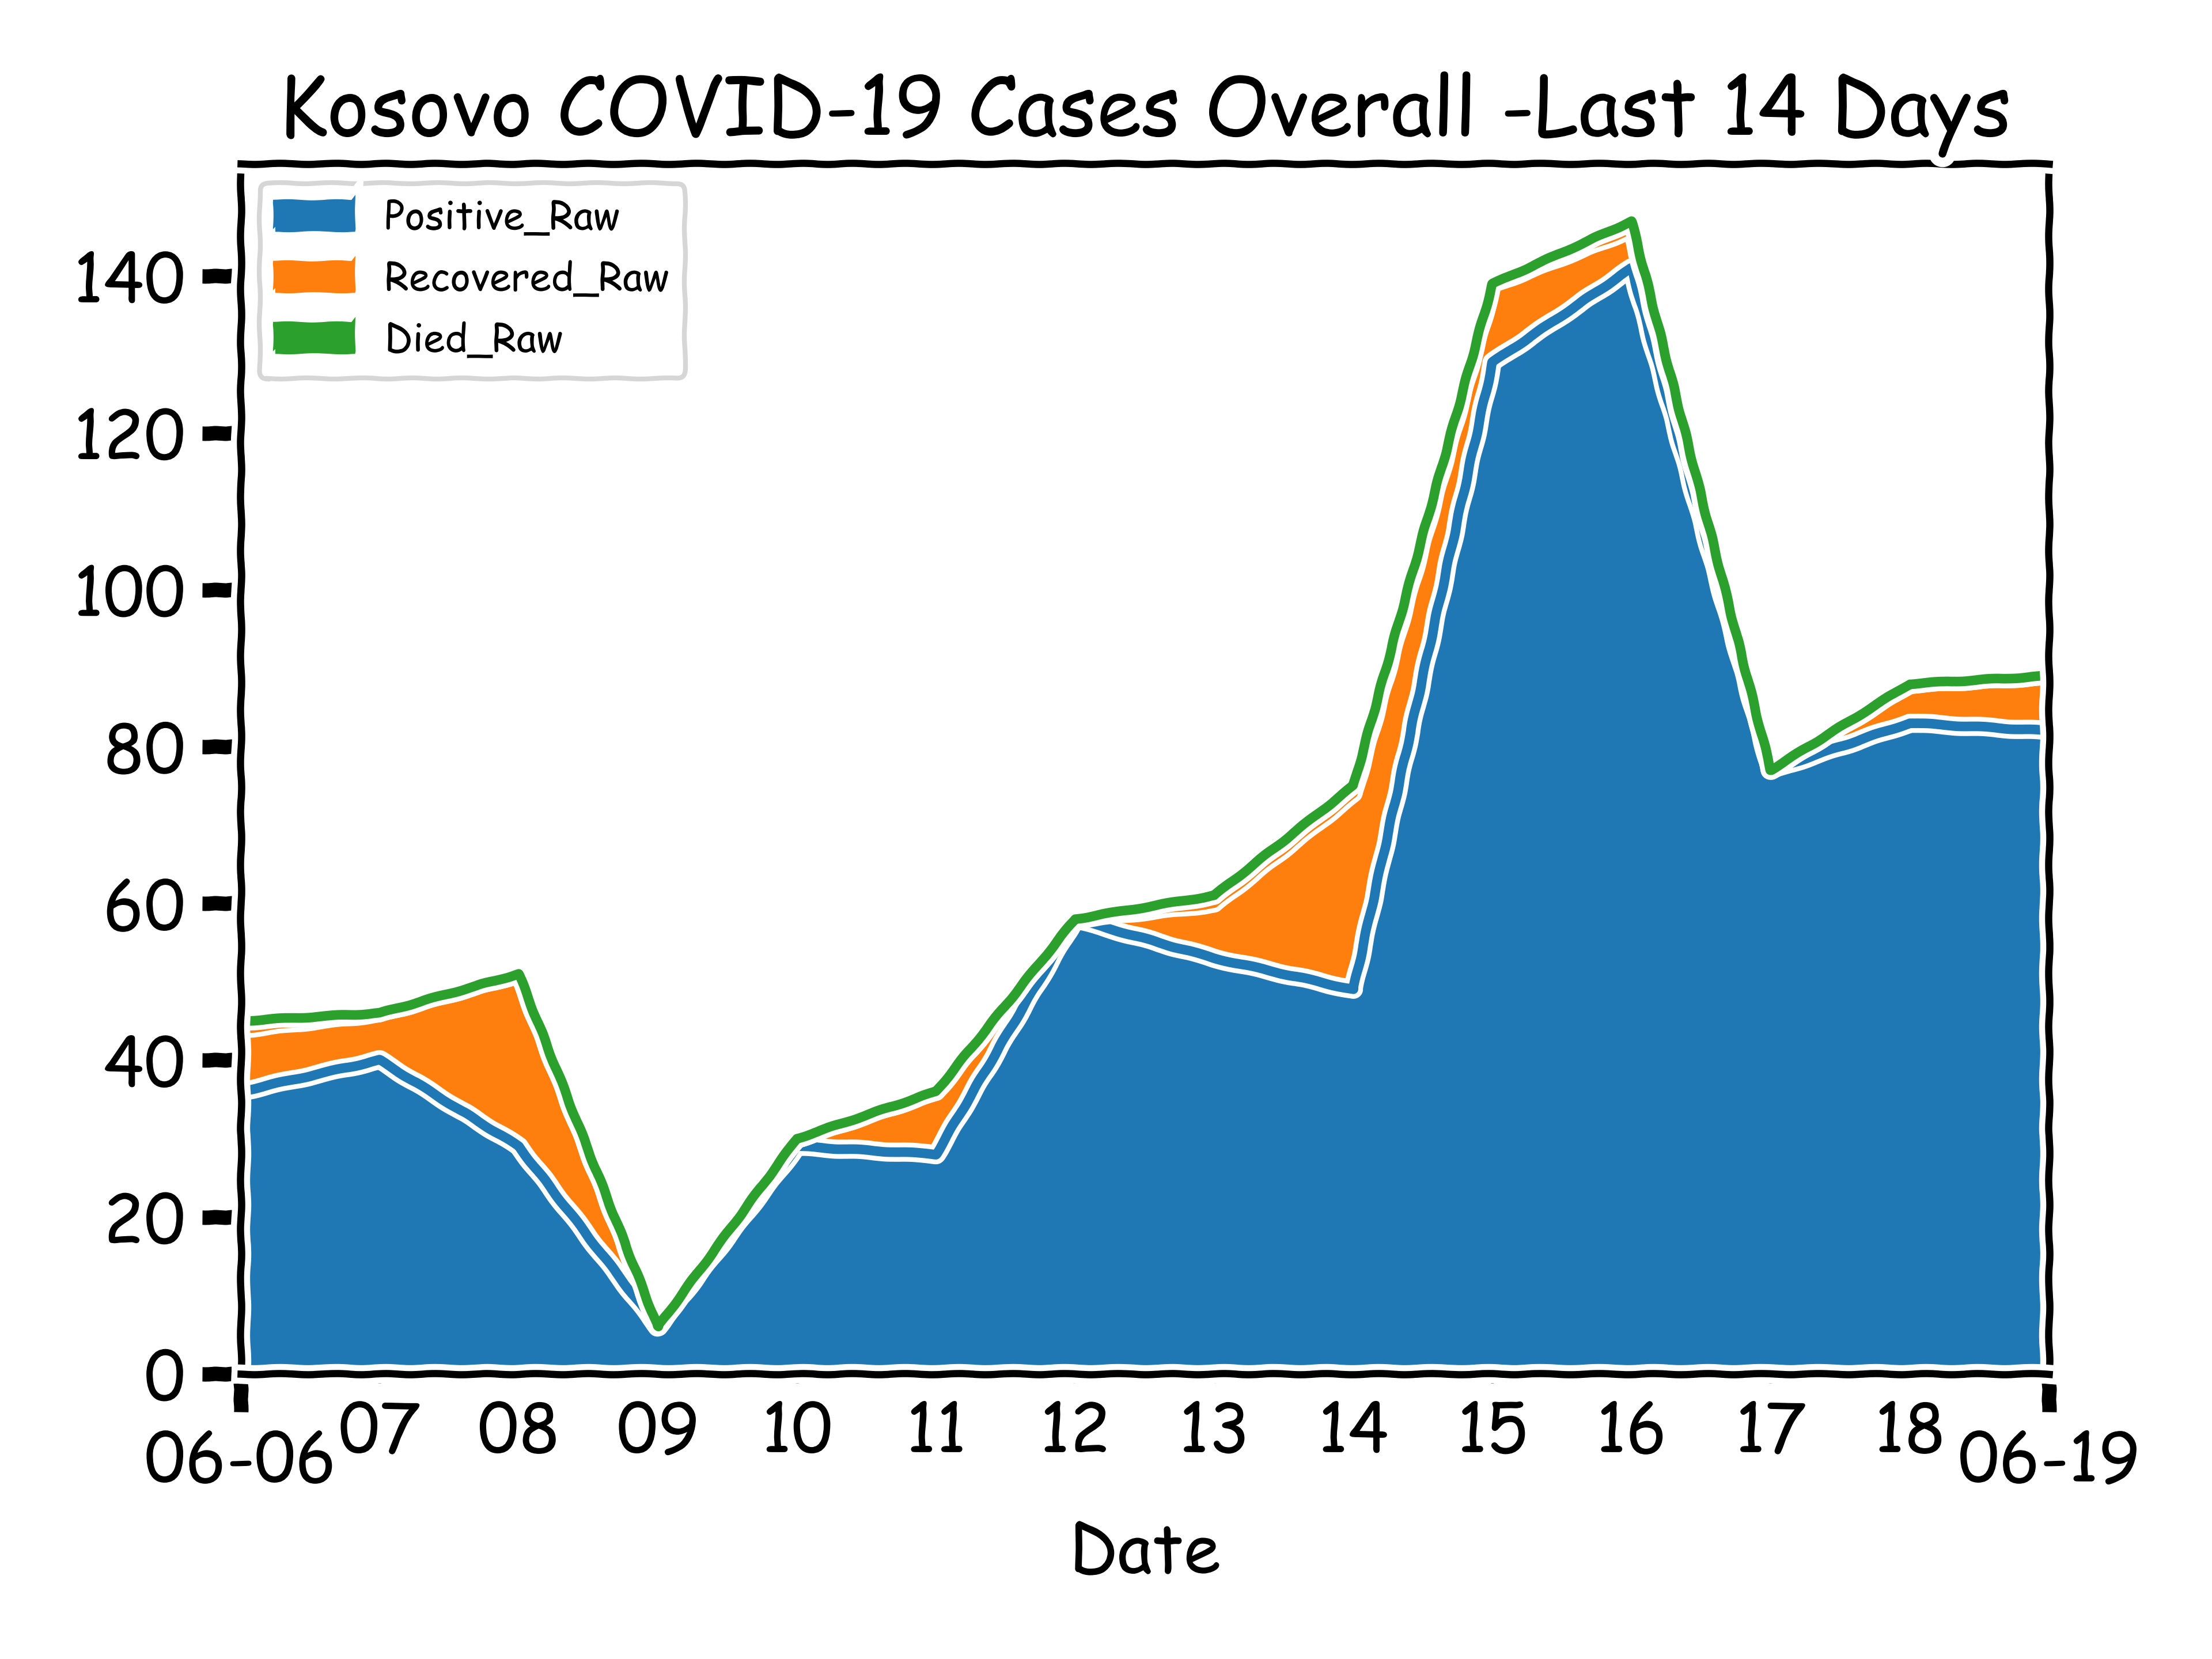 Kosovo COVID-19 Cases Overall -Last 14 Days
Positive_Raw
Recovered_Raw
Died_Raw
140
120
100
80
60
40
20
0
06-06 07 08 09 10 11 12 13 14 15 16 17 18 06-19
Date